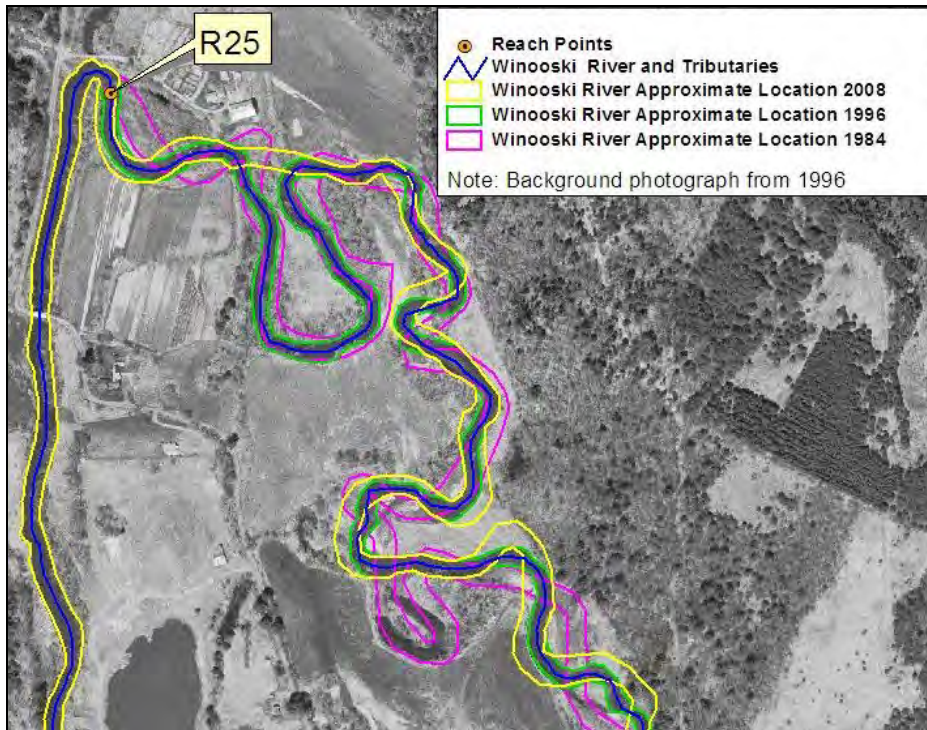 R25
Reach Points
Winooski River and Tributaries
Winooski River Approximate Location 2008
Winooski River Approximate Location 1996
Winooski River Approximate Location 1984
Note: Background photograph from 1996